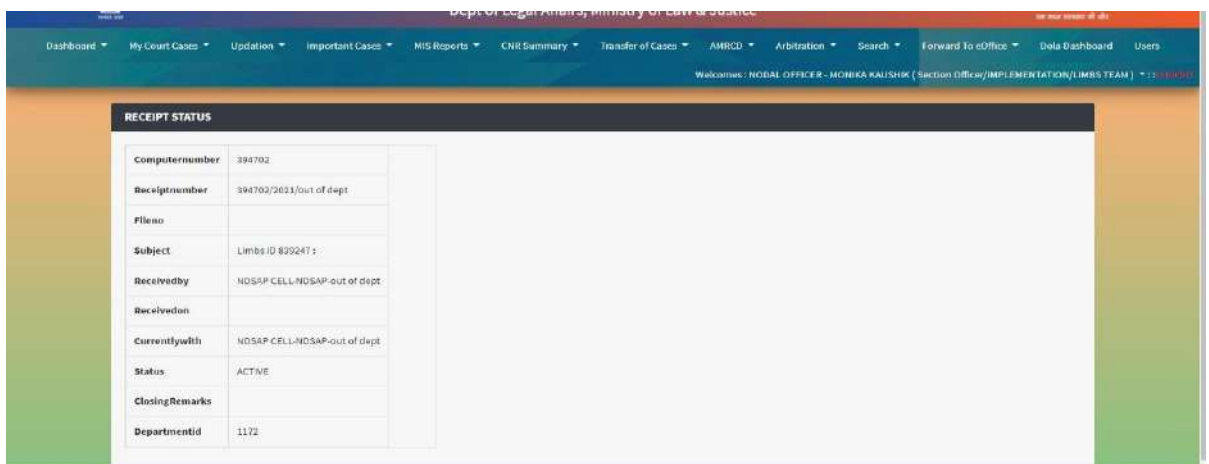 Dept of Legal Affairs, Ministry of Law & Justice
Dashboard My Court Cases Updation Important Cases MIS Reports CNR Summary Transfer of Cases AMRCD Arbitration Search Forward To eOffice Dola Dashboard Users
Welcomes : NODAL OFFICER - MONIKA KAUSHIK ( Section Officer/IMPLEMENTATION/LIMBS TEAM )
RECEIPT STATUS
Computernumber 394702
Receiptnumber 394702/2021/out of dept
Fileno
Subject Limbs ID 839247 :
Receivedby NDSAP CELL-NDSAP-out of dept
Receivedon
Currentlywith NDSAP CELL-NDSAP-out of dept
Status ACTIVE
ClosingRemarks
Departmentid 1172